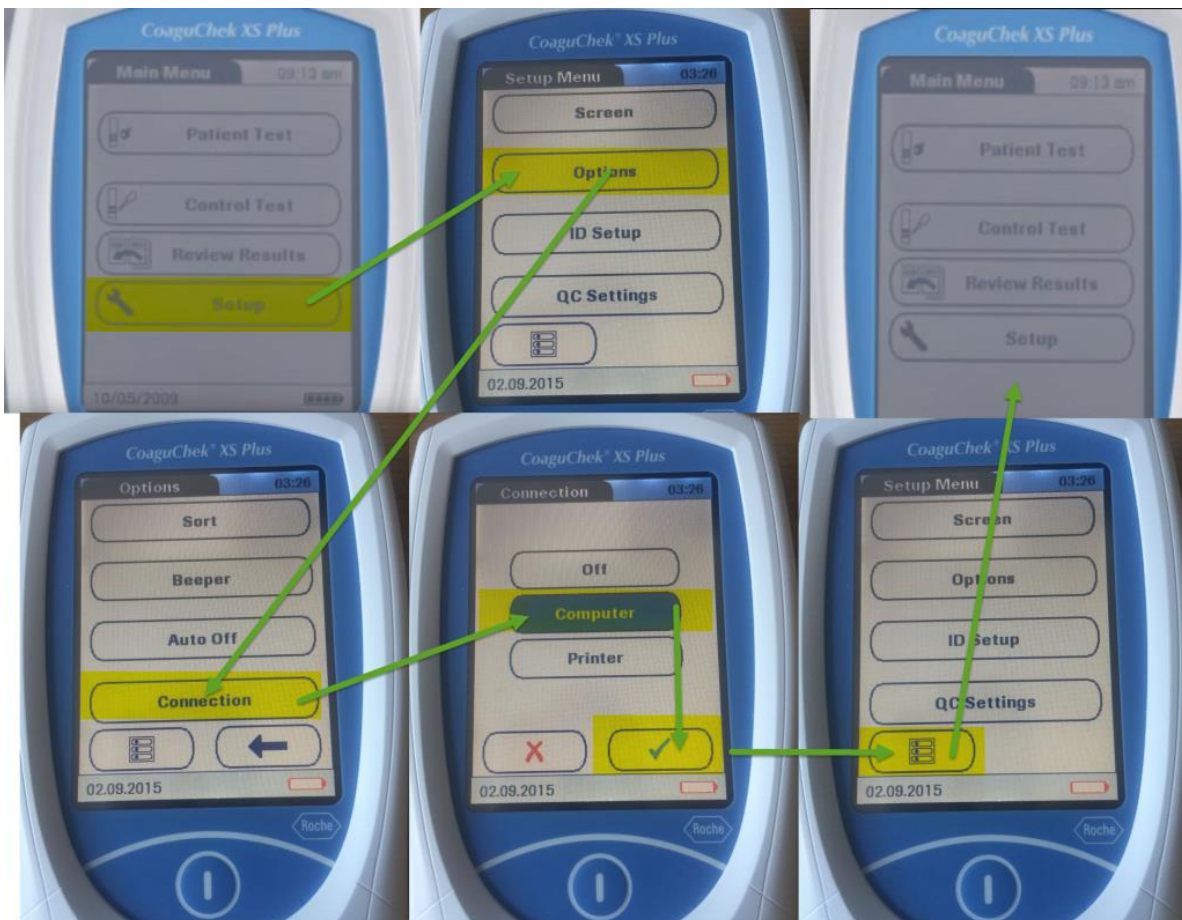 CoaguChek XS Plus
Main Menu 09:13 am
Patient Test
Control Test
Review Results
Setup
10/05/2009
CoaguChek® XS Plus
Setup Menu 03:26
Screen
Options
ID Setup
QC Settings
02.09.2015
CoaguChek XS Plus
Main Menu 09:13 am
Patient Test
Control Test
Review Results
Setup
CoaguChek® XS Plus
Options 03:26
Sort
Beeper
Auto Off
Connection
02.09.2015
Roche
CoaguChek® XS Plus
Connection 03:26
Off
Computer
Printer
02.09.2015
Roche
CoaguChek® XS Plus
Setup Menu 03:26
Screen
Options
ID Setup
QC Settings
02.09.2015
Roche